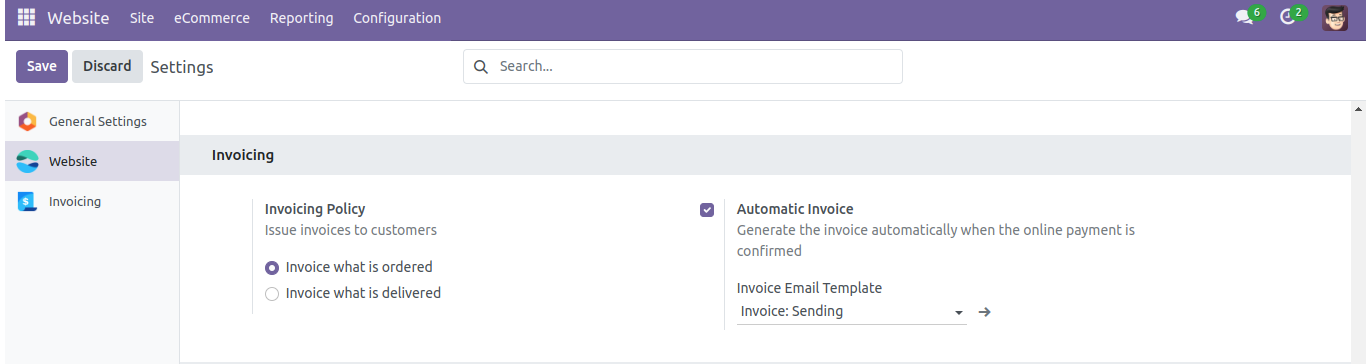 Website Site eCommerce Reporting Configuration 6 2
Save Discard Settings Search...
General Settings
Website
Invoicing
Invoicing
Invoicing Policy
Issue invoices to customers
Invoice what is ordered
Invoice what is delivered
Automatic Invoice
Generate the invoice automatically when the online payment is
confirmed
Invoice Email Template
Invoice: Sending